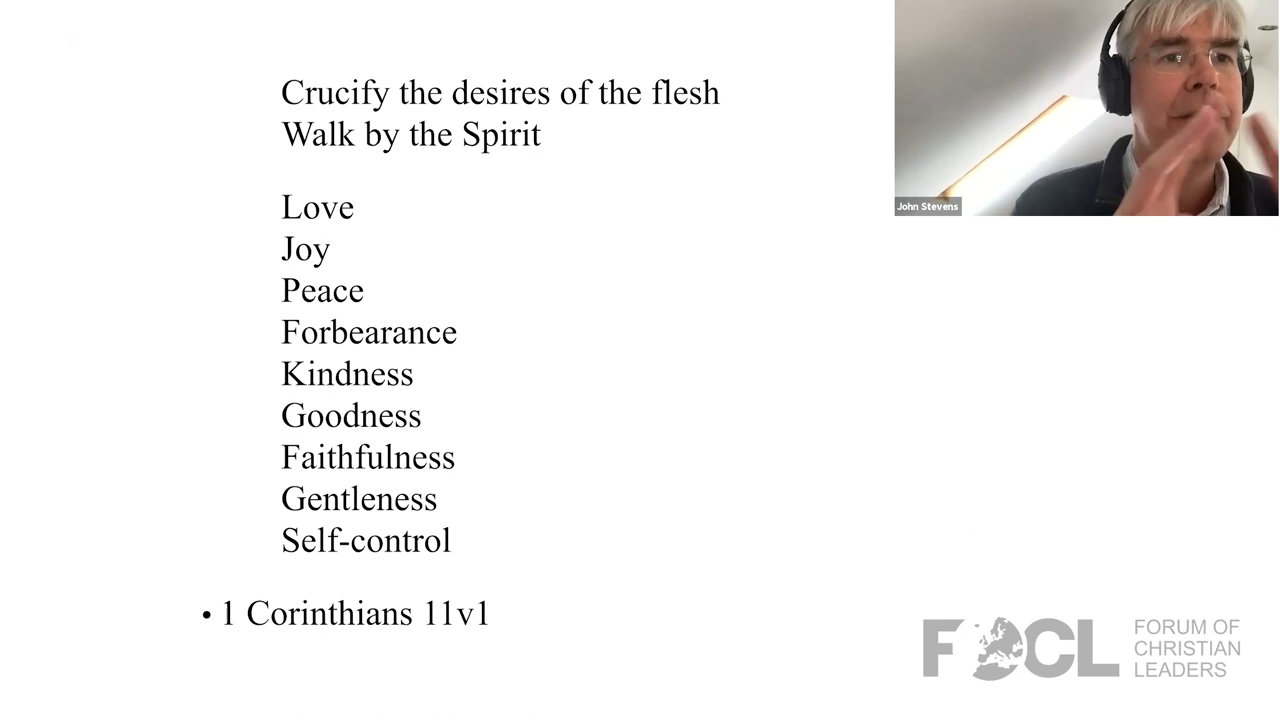 Crucify the desires of the flesh
Walk by the Spirit
Love
Joy
Peace
Forbearance
Kindness
Goodness
Faithfulness
Gentleness
Self-control
• 1 Corinthians 11v1
John Stevens
FOCL
FORUM OF
CHRISTIAN
LEADERS